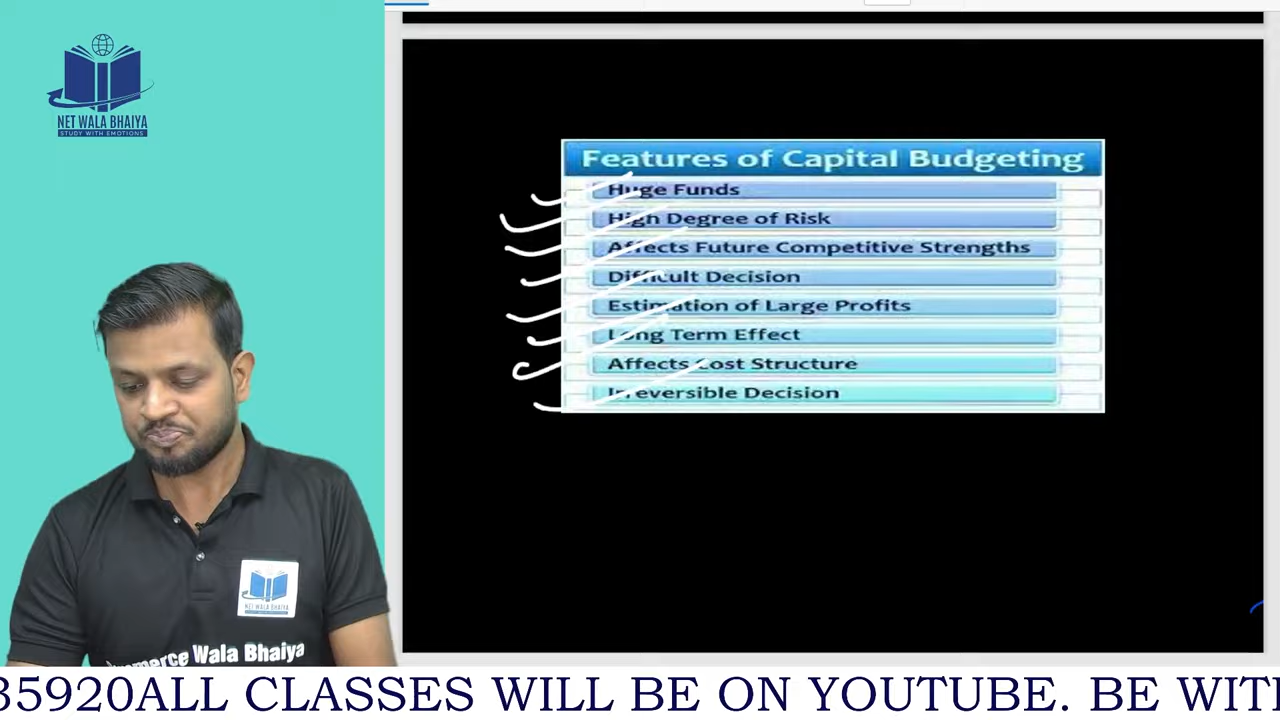 NET WALA BHAIYA
STUDY WITH EMOTIONS
Features of Capital Budgeting
Huge Funds
High Degree of Risk
Affects Future Competitive Strengths
Difficult Decision
Estimation of Large Profits
Long Term Effect
Affects Cost Structure
Irreversible Decision
NET WALA BHAIYA
Wala Bhaiya
35920ALL CLASSES WILL BE ON YOUTUBE. BE